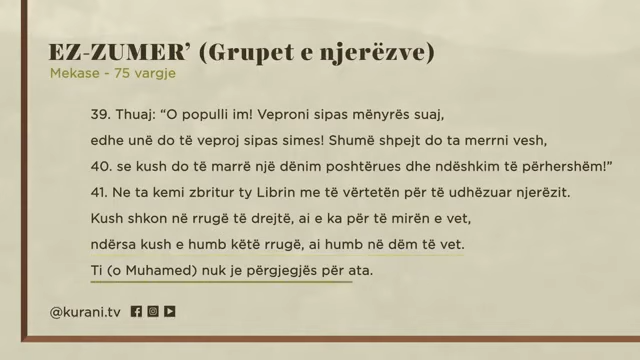 EZ-ZUMER’ (Grupet e njerëzve)
Mekase - 75 vargje
39. Thuaj: “O populli im! Veproni sipas mënyrës suaj,
edhe unë do të veproj sipas simes! Shumë shpejt do ta merrni vesh,
40. se kush do të marrë një dënim poshtërues dhe ndëshkim të përhershëm!”
41. Ne ta kemi zbritur ty Librin me të vërtetën për të udhëzuar njerëzit.
Kush shkon në rrugë të drejtë, ai e ka për të mirën e vet,
ndërsa kush e humb këtë rrugë, ai humb në dëm të vet.
Ti (o Muhamed) nuk je përgjegjës për ata.
@kurani.tv